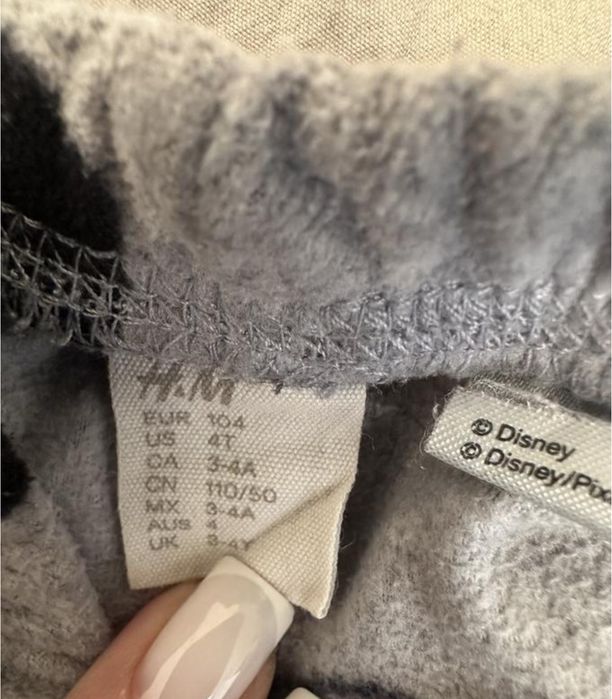 H&M
EUR 104
US 4T
CA 3-4A
CN 110/50
MX 3-4A
AUS 4
UK 3-4Y
© Disney
© Disney/Pix